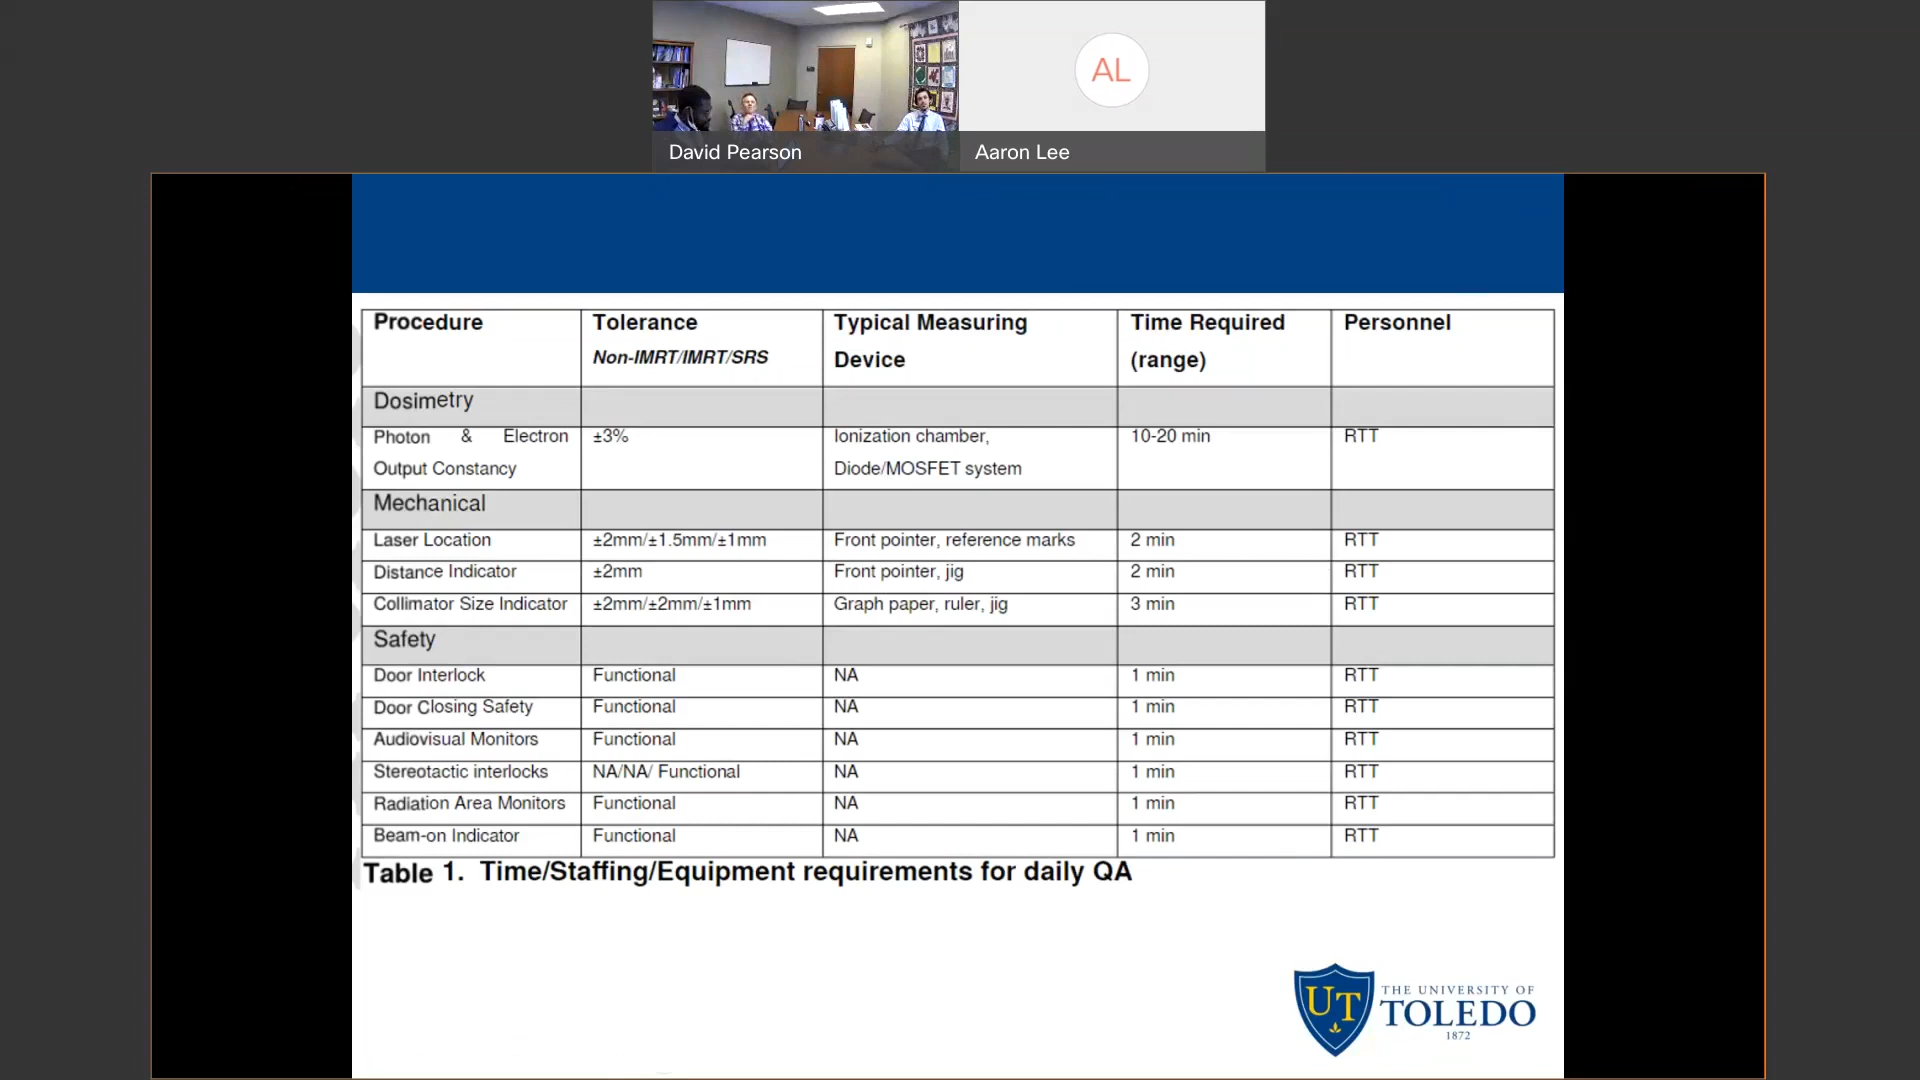 AL
David Pearson
Aaron Lee
Procedure Tolerance Typical Measuring Time Required Personnel
Non-IMRT/IMRT/SRS Device (range)
Dosimetry
Photon & Electron ±3% Ionization chamber, 10-20 min RTT
Output Constancy Diode/MOSFET system
Mechanical
Laser Location ±2mm/±1.5mm/±1mm Front pointer, reference marks 2 min RTT
Distance Indicator ±2mm Front pointer, jig 2 min RTT
Collimator Size Indicator ±2mm/±2mm/±1mm Graph paper, ruler, jig 3 min RTT
Safety
Door Interlock Functional NA 1 min RTT
Door Closing Safety Functional NA 1 min RTT
Audiovisual Monitors Functional NA 1 min RTT
Stereotactic interlocks NA/NA/ Functional NA 1 min RTT
Radiation Area Monitors Functional NA 1 min RTT
Beam-on Indicator Functional NA 1 min RTT
Table 1. Time/Staffing/Equipment requirements for daily QA
UT
THE UNIVERSITY OF
TOLEDO
1872